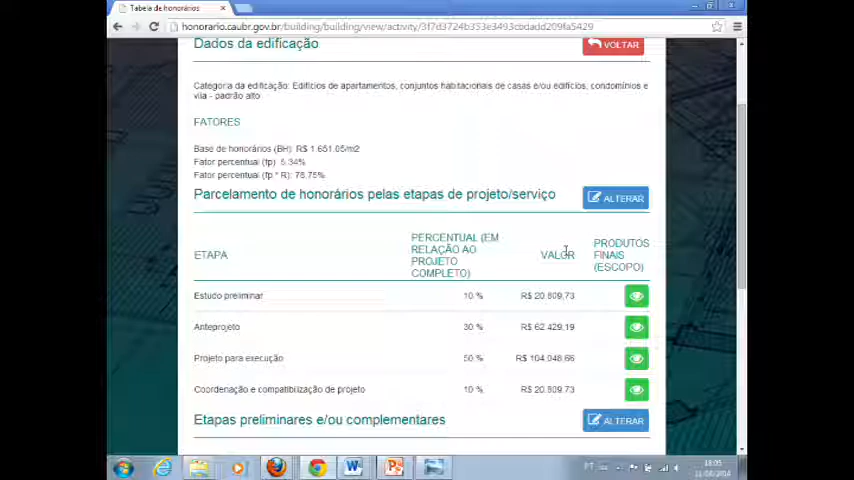 Tabela de honorários
honorario.caubr.gov.br/building/building/view/activity/3f7d3724b353e3493cbdadd209fa5429
Dados da edificação
VOLTAR
Categoria da edificação: Edifícios de apartamentos, conjuntos habitacionais de casas e/ou edifícios, condomínios e
vila - padrão alto
FATORES
Base de honorários (BH): R$ 1.651,05/m2
Fator percentual (fp): 5,34%
Fator percentual (fp * R): 78,75%
Parcelamento de honorários pelas etapas de projeto/serviço
ALTERAR
ETAPA
PERCENTUAL (EM
RELAÇÃO AO
PROJETO
COMPLETO)
VALOR
PRODUTOS
FINAIS
(ESCOPO)
Estudo preliminar 10 % R$ 20.809,73
Anteprojeto 30 % R$ 62.429,19
Projeto para execução 50 % R$ 104.048,66
Coordenação e compatibilização de projeto 10 % R$ 20.809,73
Etapas preliminares e/ou complementares
ALTERAR
PT
18:05